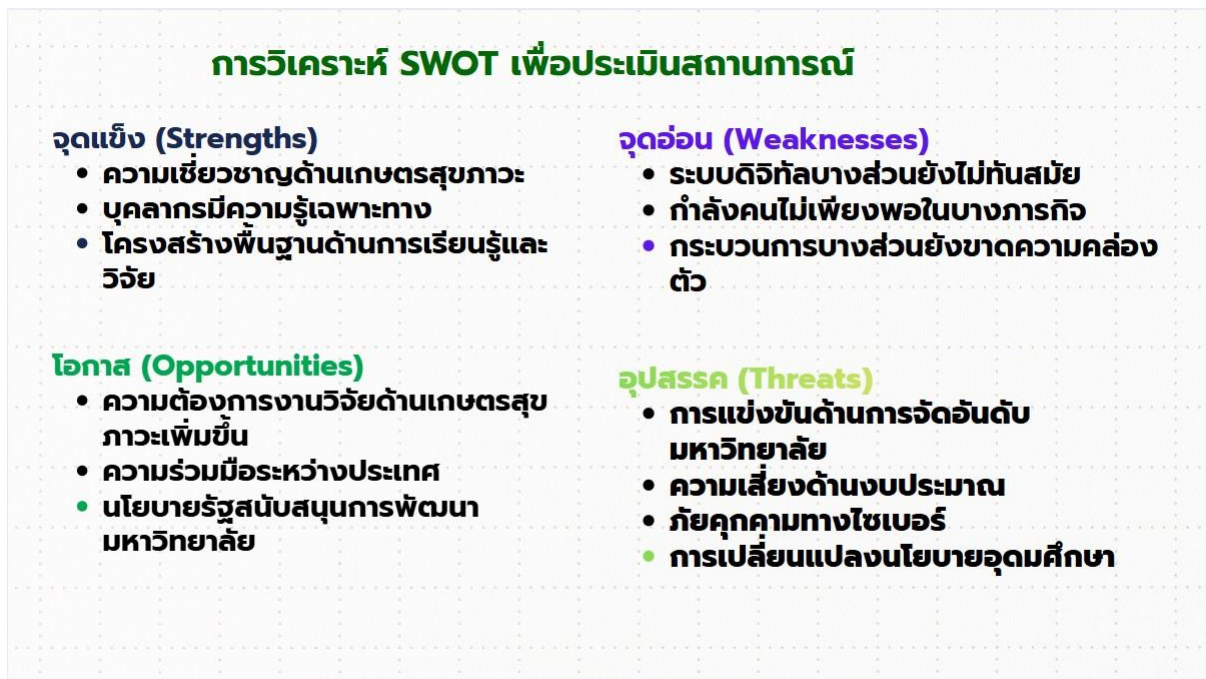 การวิเคราะห์ SWOT เพื่อประเมินสถานการณ์
จุดแข็ง (Strengths)
• ความเชี่ยวชาญด้านเกษตรสุขภาวะ
• บุคลากรมีความรู้เฉพาะทาง
• โครงสร้างพื้นฐานด้านการเรียนรู้และ
วิจัย
จุดอ่อน (Weaknesses)
• ระบบดิจิทัลบางส่วนยังไม่ทันสมัย
• กำลังคนไม่เพียงพอในบางภารกิจ
• กระบวนการบางส่วนยังขาดความคล่อง
ตัว
โอกาส (Opportunities)
• ความต้องการงานวิจัยด้านเกษตรสุข
ภาวะเพิ่มขึ้น
• ความร่วมมือระหว่างประเทศ
• นโยบายรัฐสนับสนุนการพัฒนา
มหาวิทยาลัย
อุปสรรค (Threats)
• การแข่งขันด้านการจัดอันดับ
มหาวิทยาลัย
• ความเสี่ยงด้านงบประมาณ
• ภัยคุกคามทางไซเบอร์
• การเปลี่ยนแปลงนโยบายอุดมศึกษา